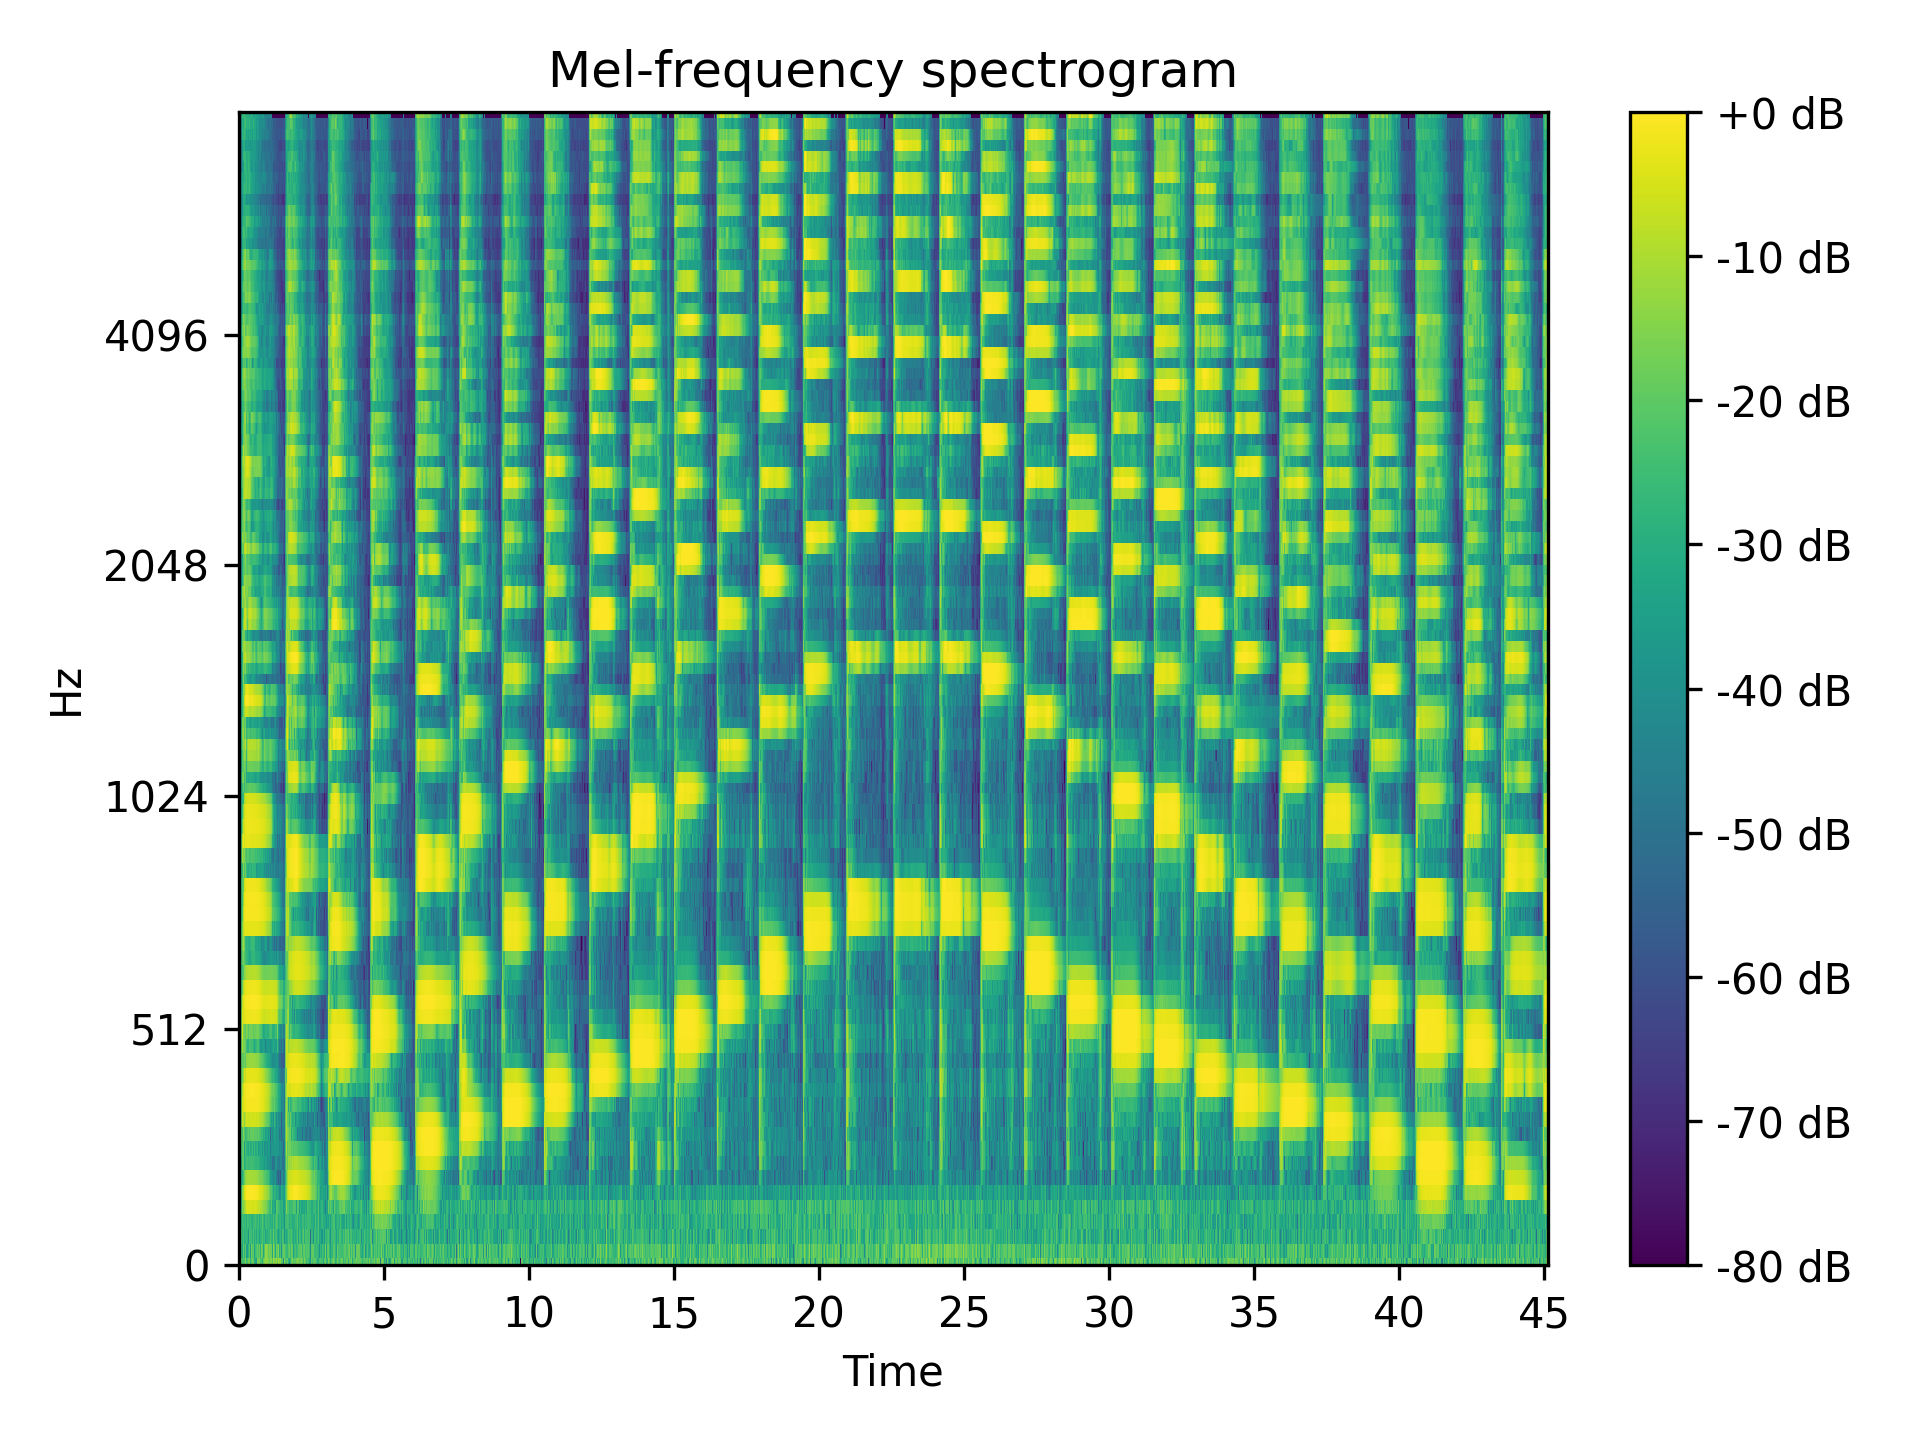 Mel-frequency spectrogram
Hz
4096
2048
1024
512
0
0 5 10 15 20 25 30 35 40 45
Time
+0 dB
-10 dB
-20 dB
-30 dB
-40 dB
-50 dB
-60 dB
-70 dB
-80 dB